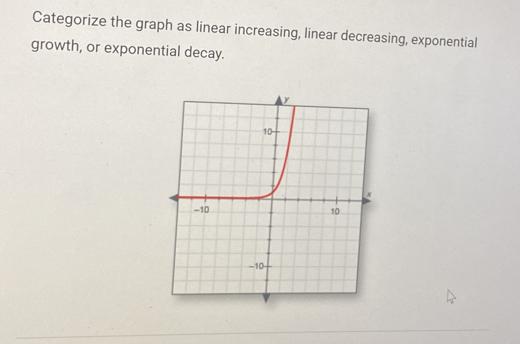 Categorize the graph as linear increasing, linear decreasing, exponential
growth, or exponential decay.
y
10
x
-10
10
-10